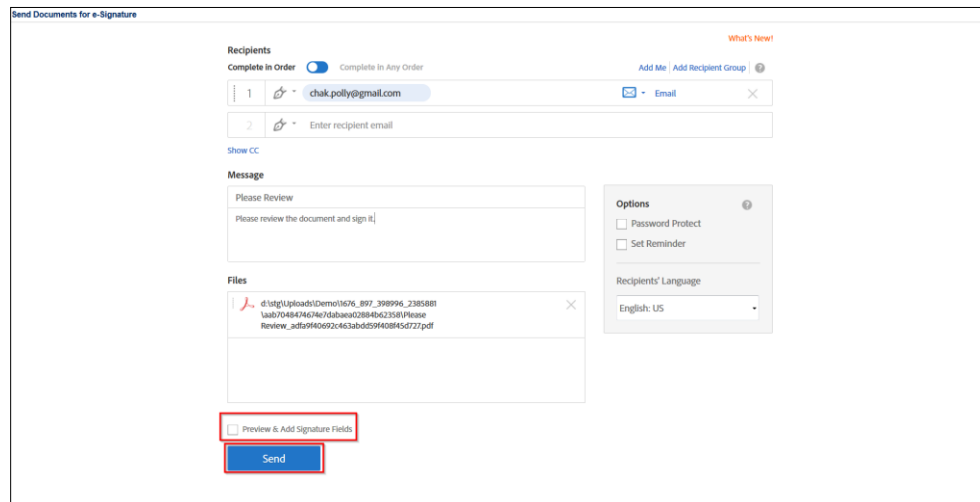 Send Documents for e-Signature
What's New!
Recipients
Complete in Order Complete in Any Order Add Me Add Recipient Group ?
1 chak.polly@gmail.com Email
2 Enter recipient email
Show CC
Message
Please Review
Please review the document and sign it.
Options ?
Password Protect
Set Reminder
Recipients' Language
English: US
Files
d:\stg\Uploads\Demo\1676_897_398996_2385881
\aab7048474674e7dabaea02884b62358\Please
Review_adfa9f40692c463abdd59f408f45d727.pdf
Preview & Add Signature Fields
Send